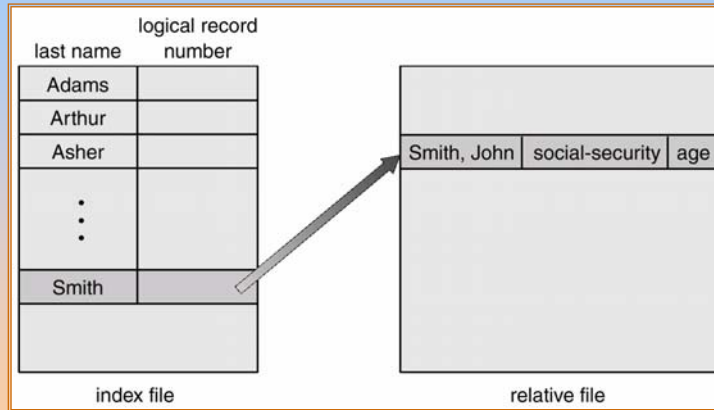 last name
logical record
number
Adams
Arthur
Asher
Smith
index file
Smith, John social-security age
relative file